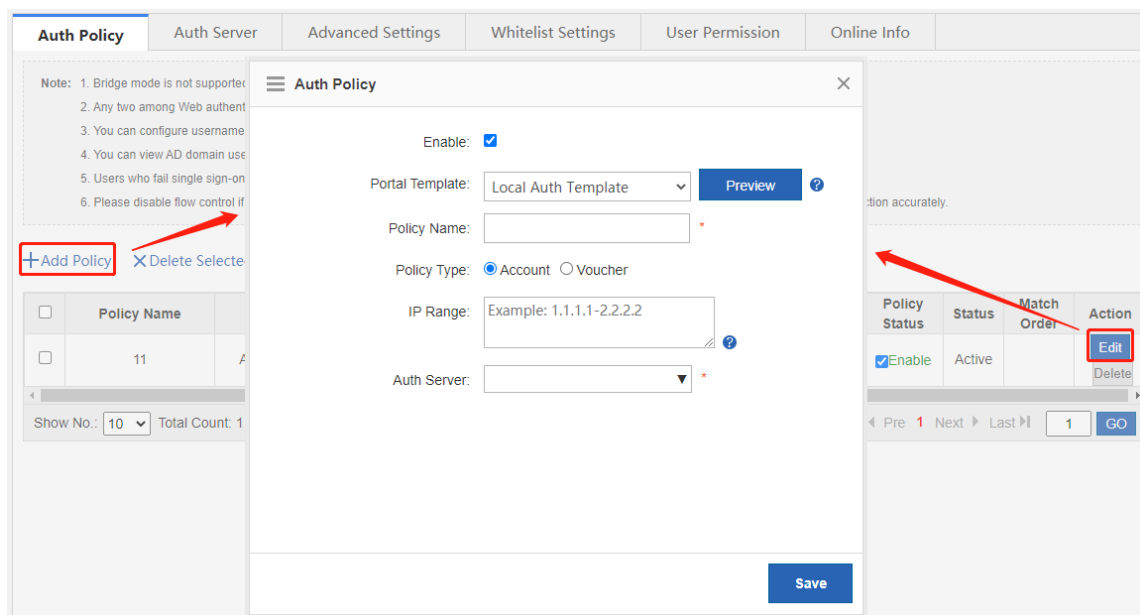 Auth Policy Auth Server Advanced Settings Whitelist Settings User Permission Online Info
Note: 1. Bridge mode is not supported
2. Any two among Web authent
3. You can configure username
4. You can view AD domain use
5. Users who fail single sign-on
6. Please disable flow control if tion accurately.
Auth Policy
Enable:
Portal Template: Local Auth Template Preview
Policy Name: *
Policy Type: Account Voucher
IP Range: Example: 1.1.1.1-2.2.2.2
Auth Server: *
Save
Add Policy Delete Selected
Policy Name Policy Status Status Match Order Action
11 A Enable Active Edit
Delete
Show No.: 10 Total Count: 1 Pre 1 Next Last 1 GO